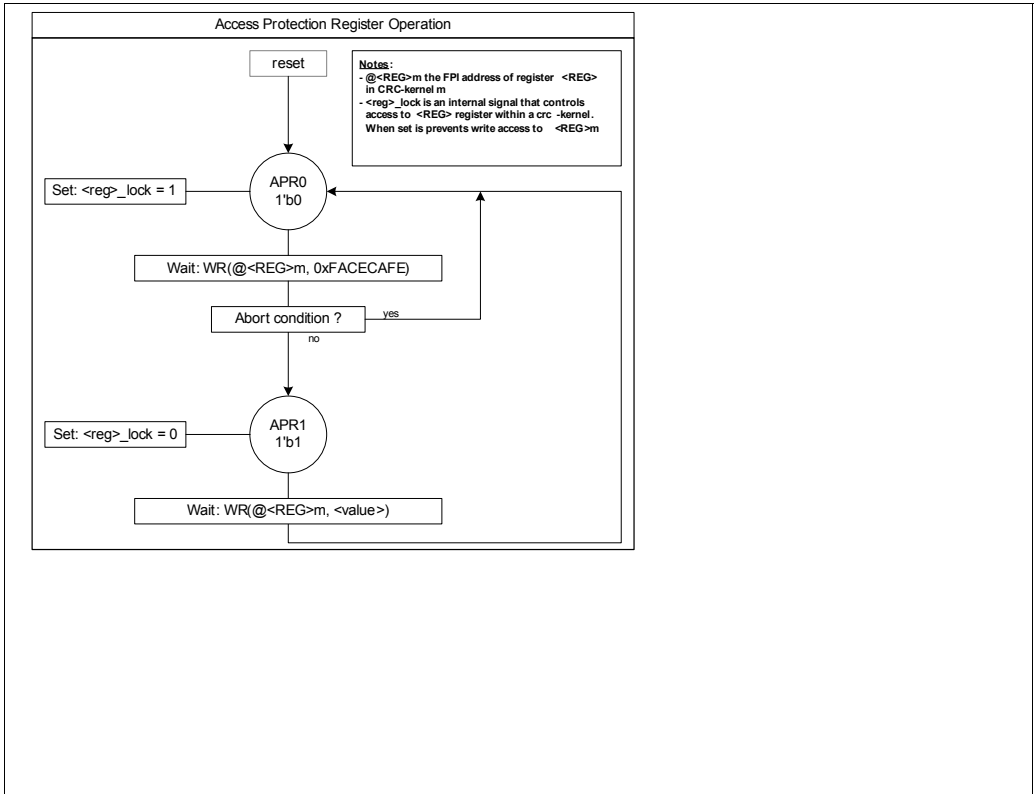 Access Protection Register Operation
reset
Notes:
- @<REG>m the FPI address of register <REG>
in CRC-kernel m
- <reg>_lock is an internal signal that controls
access to <REG> register within a crc -kernel.
When set is prevents write access to <REG>m
APR0
1'b0
Set: <reg>_lock = 1
Wait: WR(@<REG>m, 0xFACECAFE)
Abort condition ?
yes
no
APR1
1'b1
Set: <reg>_lock = 0
Wait: WR(@<REG>m, <value>)